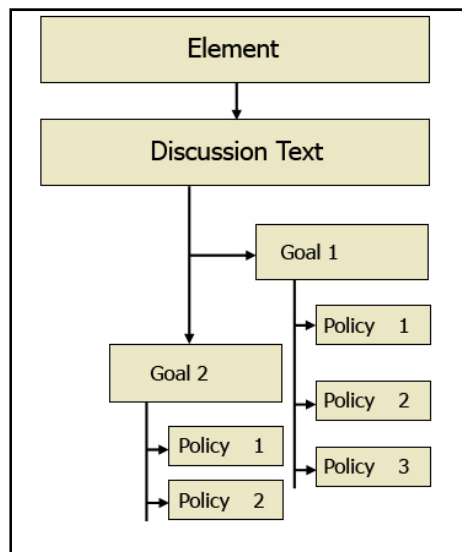 Element
Discussion Text
Goal 1
Policy 1
Policy 2
Policy 3
Goal 2
Policy 1
Policy 2